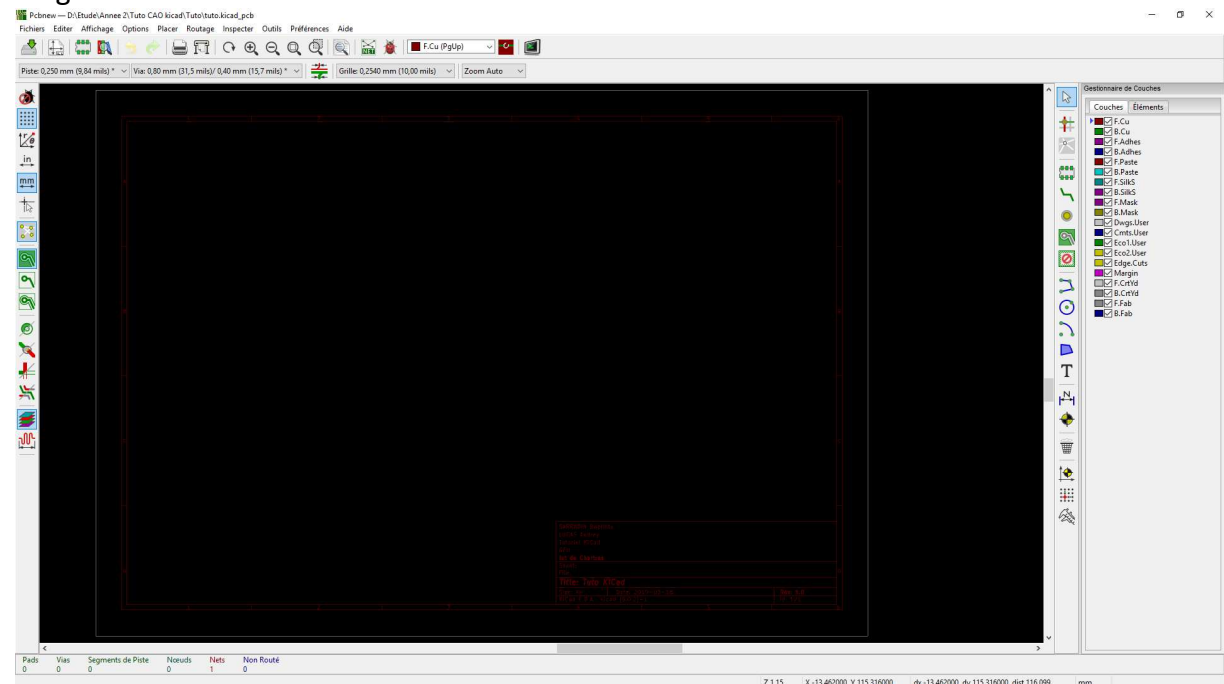 Pcbnew — D:\Etude\Annee 2\Tuto CAO kicad\Tuto\tuto.kicad_pcb
Fichiers Editer Affichage Options Placer Routage Inspecter Outils Préférences Aide
F.Cu (PgUp)
Piste: 0,250 mm (9,84 mils) * Via: 0,80 mm (31,5 mils)/ 0,40 mm (15,7 mils) * Grille: 0,2540 mm (10,00 mils) Zoom Auto
Gestionnaire de Couches
Couches Éléments
F.Cu
B.Cu
F.Adhes
B.Adhes
F.Paste
B.Paste
F.SilkS
B.SilkS
F.Mask
B.Mask
Dwgs.User
Cmts.User
Eco1.User
Eco2.User
Edge.Cuts
Margin
F.CrtYd
B.CrtYd
F.Fab
B.Fab
in
mm
T
N
Title: Tuto KiCad
Pads Vias Segments de Piste Nœuds Nets Non Routé
0 0 0 0 1 0
Z 1.15 X -13.462000 Y 115.316000 dx -13.462000 dy 115.316000 dist 116.099 mm